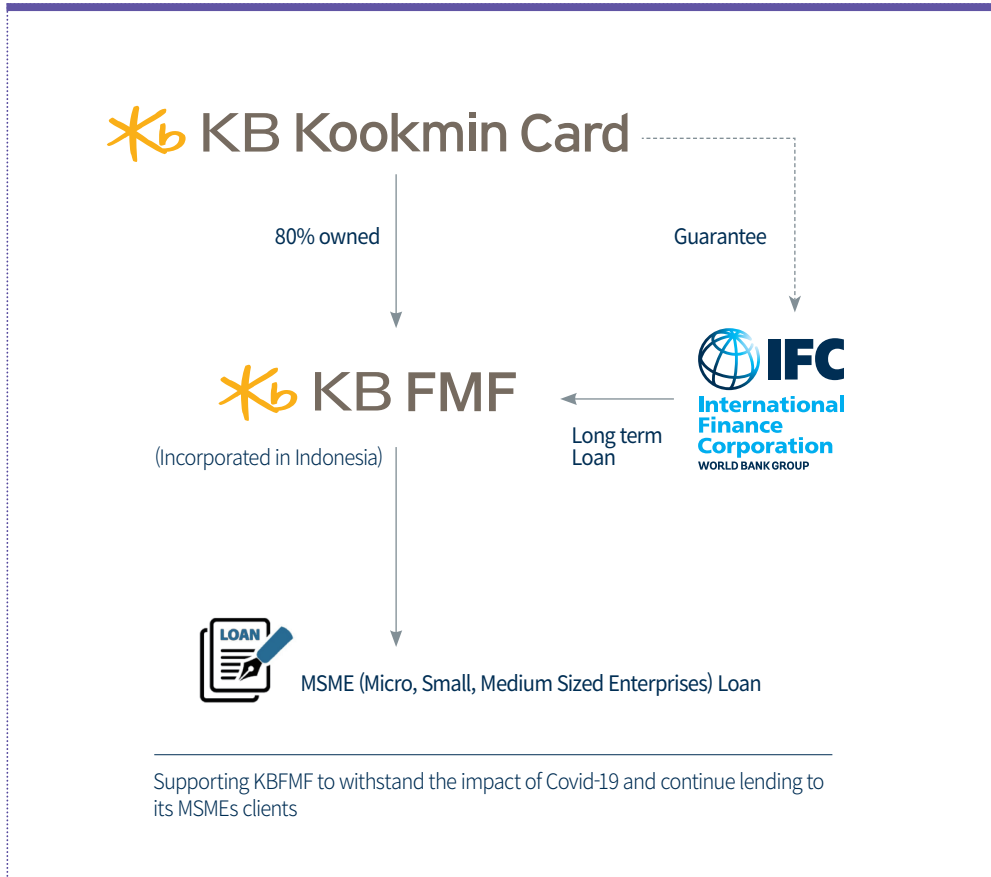 Kb KB Kookmin Card
80% owned
Guarantee
IFC
International
Finance
Corporation
WORLD BANK GROUP
Kb KB FMF
Long term
Loan
(Incorporated in Indonesia)
LOAN
MSME (Micro, Small, Medium Sized Enterprises) Loan
Supporting KBFMF to withstand the impact of Covid-19 and continue lending to
its MSMEs clients